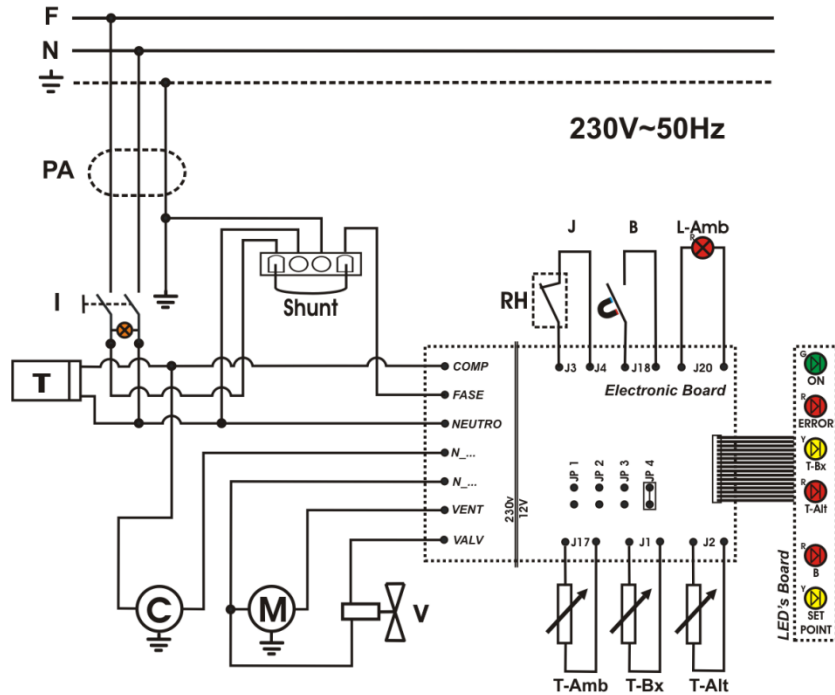 F
N
230V~50Hz
PA
J B L-Amb
R
I
Shunt
RH
T
COMP
FASE
NEUTRO
N_...
N_...
VENT
VALV
J3 J4 J18 J20
Electronic Board
230v
12V
JP 1
JP 2
JP 3
JP 4
J17 J1 J2
G
ON
R
ERROR
Y
T-Bx
R
T-Alt
R
B
Y
SET
POINT
LED's Board
C
M
V
T-Amb T-Bx T-Alt